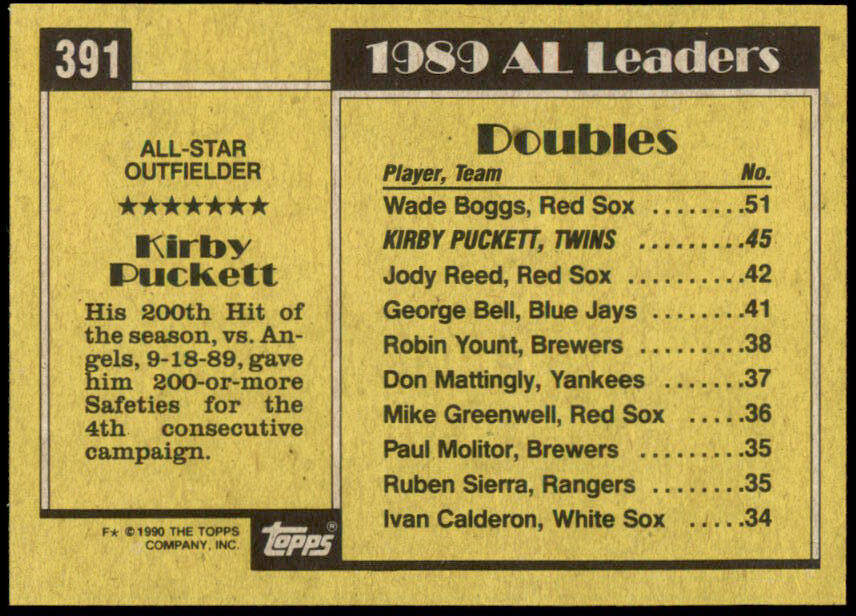 391
ALL-STAR
OUTFIELDER
★★★★★★★
Kirby
Puckett
His 200th Hit of
the season, vs. An-
gels, 9-18-89, gave
him 200-or-more
Safeties for the
4th consecutive
campaign.
F★ ©1990 THE TOPPS
COMPANY, INC.
topps®
1989 AL Leaders
Doubles
Player, Team No.
Wade Boggs, Red Sox ........51
KIRBY PUCKETT, TWINS .........45
Jody Reed, Red Sox ..........42
George Bell, Blue Jays ........41
Robin Yount, Brewers .........38
Don Mattingly, Yankees .......37
Mike Greenwell, Red Sox .....36
Paul Molitor, Brewers .........35
Ruben Sierra, Rangers ........35
Ivan Calderon, White Sox .....34